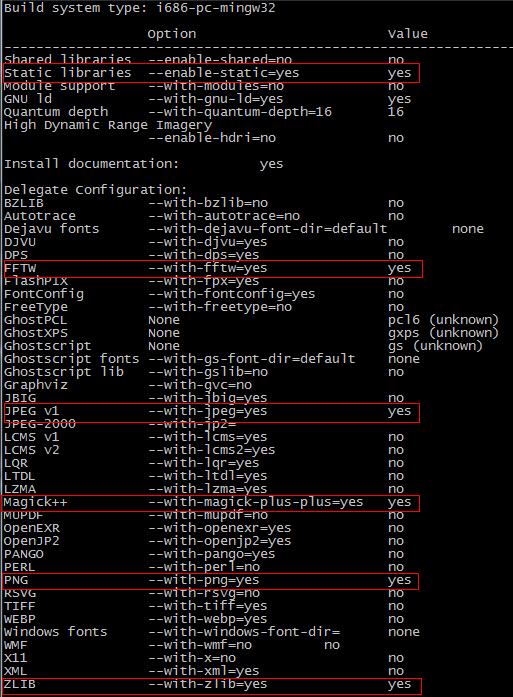 Build system type: i686-pc-mingw32
Option Value
--------------------------------------------------------------------------------
Shared libraries --enable-shared=no no
Static libraries --enable-static=yes yes
Module support --with-modules=no no
GNU ld --with-gnu-ld=yes yes
Quantum depth --with-quantum-depth=16 16
High Dynamic Range Imagery
--enable-hdri=no no
Install documentation: yes
Delegate Configuration:
BZLIB --with-bzlib=no no
Autotrace --with-autotrace=no no
Dejavu fonts --with-dejavu-font-dir=default none
DJVU --with-djvu=yes no
DPS --with-dps=yes no
FFTW --with-fftw=yes yes
FlashPIX --with-fpx=yes no
FontConfig --with-fontconfig=yes no
FreeType --with-freetype=no no
GhostPCL None pcl6 (unknown)
GhostXPS None gxps (unknown)
Ghostscript None gs (unknown)
Ghostscript fonts --with-gs-font-dir=default none
Ghostscript lib --with-gslib=no no
Graphviz --with-gvc=no
JBIG --with-jbig=yes no
JPEG v1 --with-jpeg=yes yes
JPEG-2000 --with-jp2=
LCMS v1 --with-lcms=yes no
LCMS v2 --with-lcms2=yes no
LQR --with-lqr=yes no
LTDL --with-ltdl=yes no
LZMA --with-lzma=yes no
Magick++ --with-magick-plus-plus=yes yes
MUPDF --with-mupdf=no no
OpenEXR --with-openexr=yes no
OpenJP2 --with-openjp2=yes no
PANGO --with-pango=yes no
PERL --with-perl=no no
PNG --with-png=yes yes
RSVG --with-rsvg=no no
TIFF --with-tiff=yes no
WEBP --with-webp=yes no
Windows fonts --with-windows-font-dir= none
WMF --with-wmf=no no
X11 --with-x=no no
XML --with-xml=yes no
ZLIB --with-zlib=yes yes